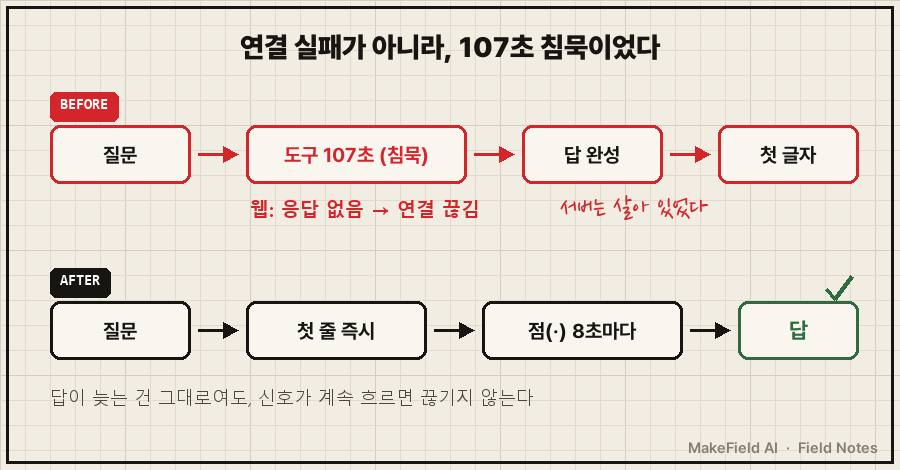 연결 실패가 아니라, 107초 침묵이었다
BEFORE
질문
도구 107초 (침묵)
답 완성
첫 글자
웹: 응답 없음 → 연결 끊김
서버는 살아 있었다
AFTER
질문
첫 줄 즉시
점(·) 8초마다
답
답이 늦는 건 그대로여도, 신호가 계속 흐르면 끊기지 않는다
MakeField AI · Field Notes